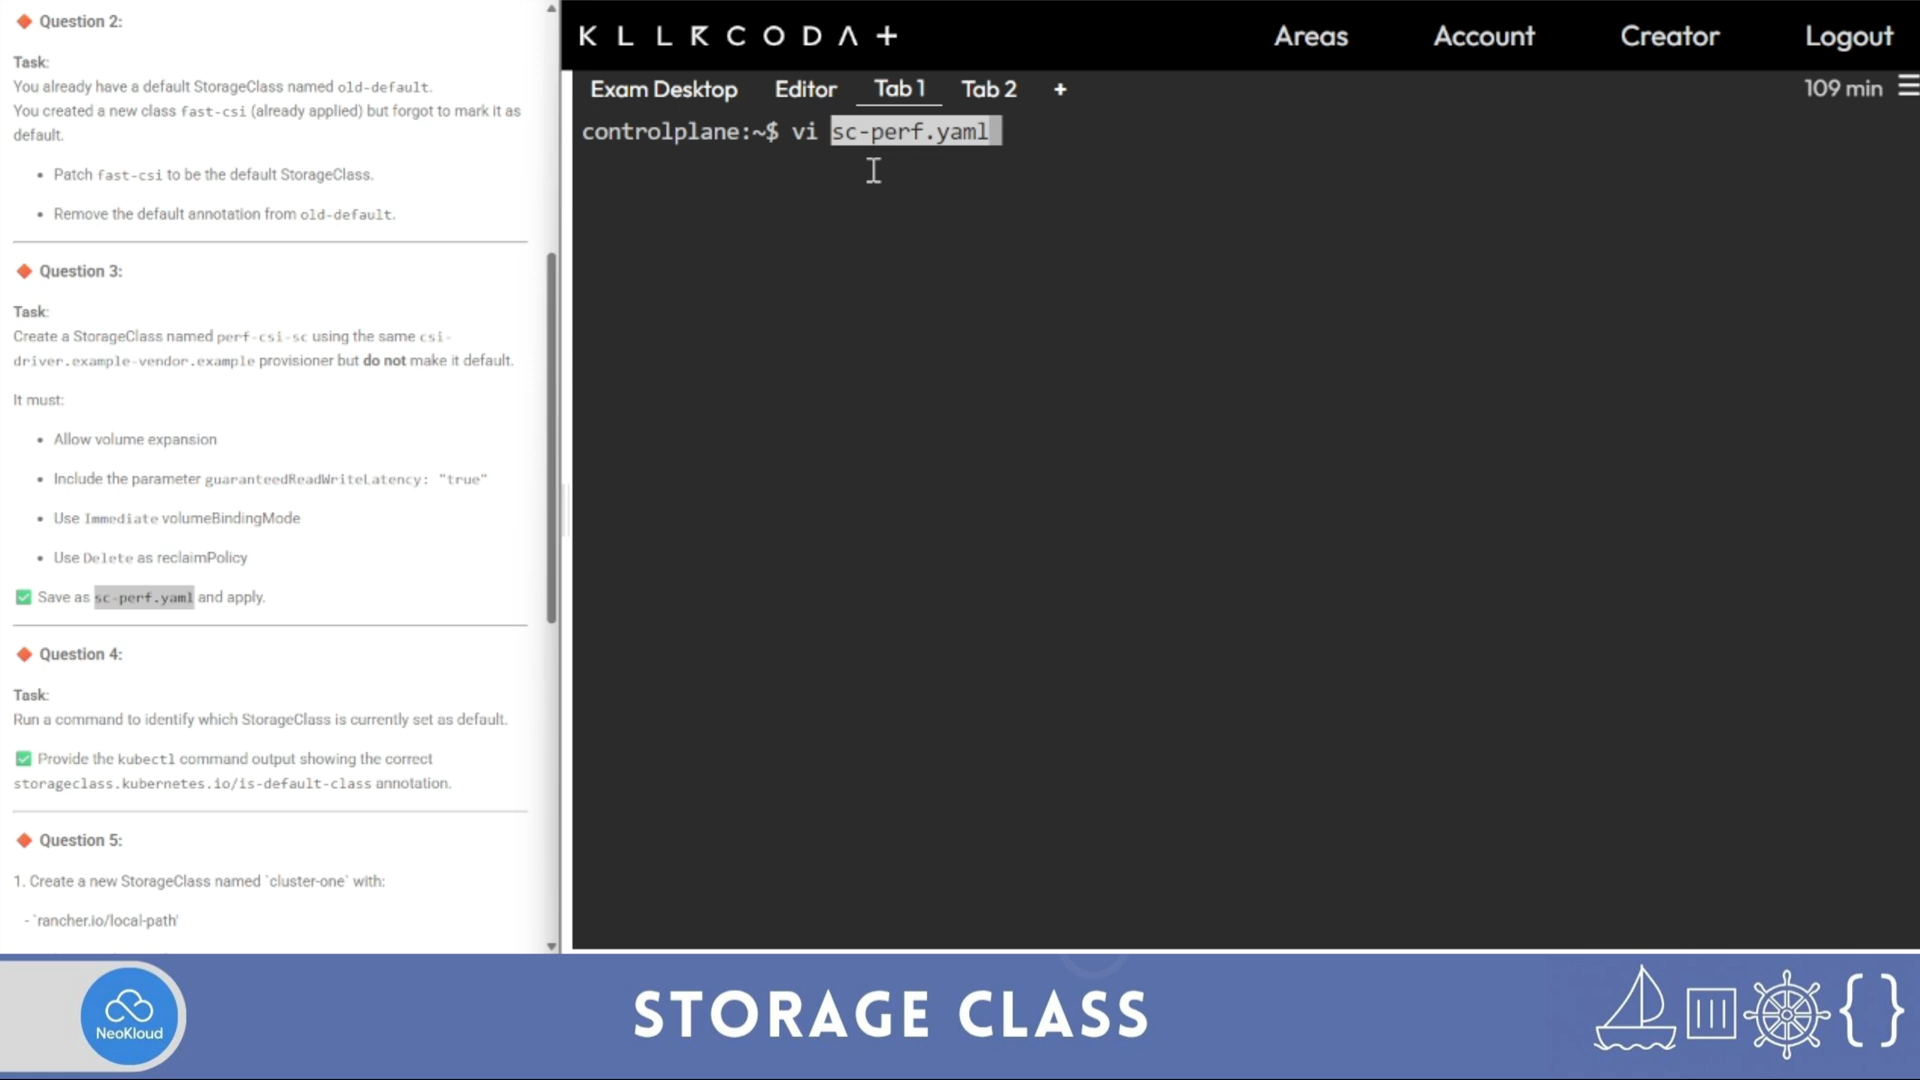 Question 2:
Task:
You already have a default StorageClass named old-default.
You created a new class fast-csi (already applied) but forgot to mark it as
default.
• Patch fast-csi to be the default StorageClass.
• Remove the default annotation from old-default.
Question 3:
Task:
Create a StorageClass named perf-csi-sc using the same csi-
driver.example-vendor.example provisioner but do not make it default.
It must:
• Allow volume expansion
• Include the parameter guaranteedReadWriteLatency: "true"
• Use Immediate volumeBindingMode
• Use Delete as reclaimPolicy
Save as sc-perf.yaml and apply.
Question 4:
Task:
Run a command to identify which StorageClass is currently set as default.
Provide the kubectl command output showing the correct
storageclass.kubernetes.io/is-default-class annotation.
Question 5:
1. Create a new StorageClass named `cluster-one` with:
- `rancher.io/local-path`
KILLERCODA+
Areas
Account
Creator
Logout
Exam Desktop
Editor
Tab 1
Tab 2
+
109 min
controlplane:~$ vi sc-perf.yaml
NeoKloud
STORAGE CLASS